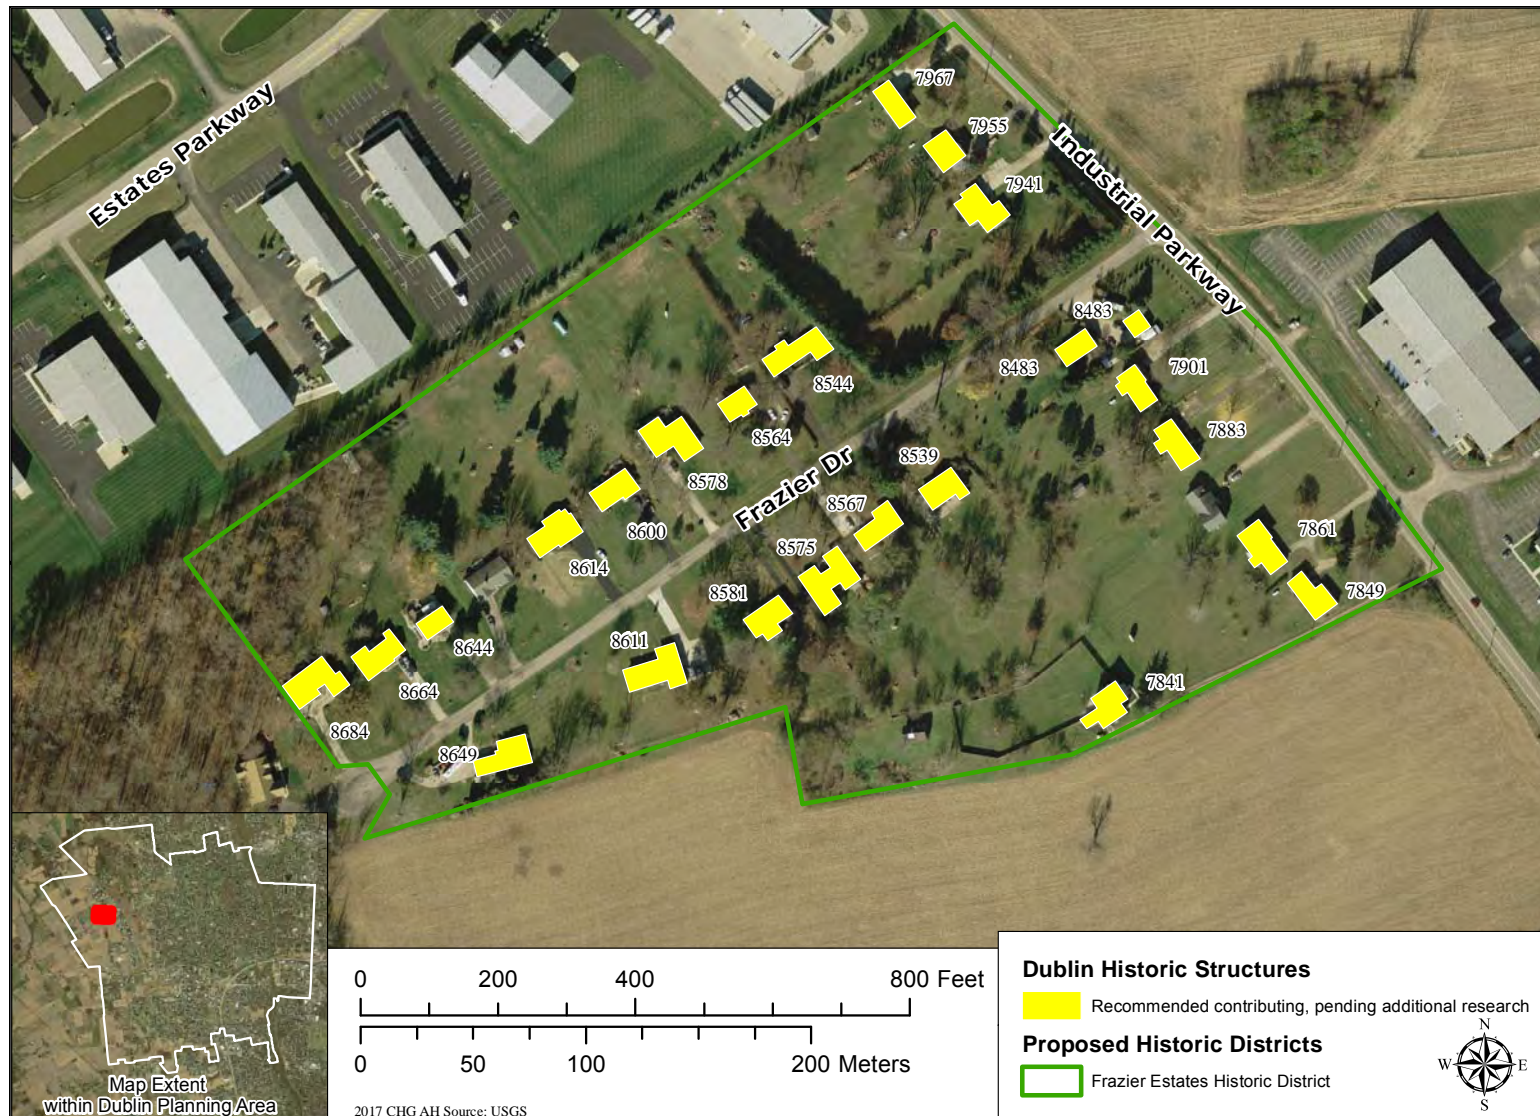 Estates Parkway
7967
7955
7941
Industrial Parkway
8483
8483
7901
7883
8544
8564
8578
Frazier Dr
8539
8567
8575
8600
8614
8581
7861
7849
8611
8644
8664
8684
8649
7841
Map Extent
within Dublin Planning Area
0 200 400 800 Feet
0 50 100 200 Meters
2017 CHG AH Source: USGS
Dublin Historic Structures
Recommended contributing, pending additional research
Proposed Historic Districts
Frazier Estates Historic District
N
W E
S